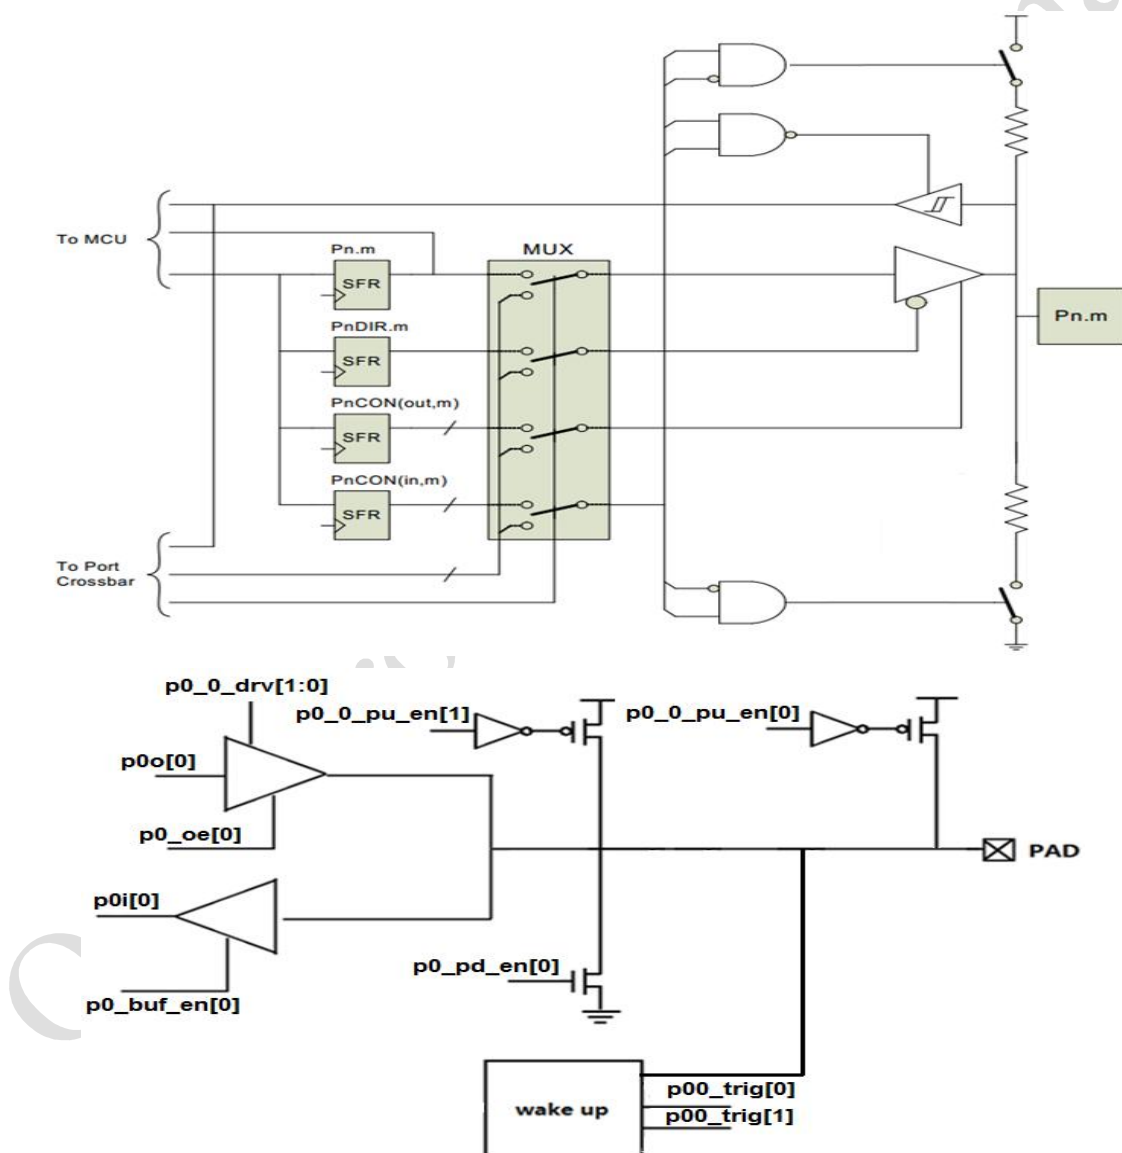 To MCU
Pn.m
SFR
MUX
PnDIR.m
SFR
PnCON(out,m)
SFR
PnCON(in,m)
SFR
Pn.m
To Port
Crossbar
p0_0_drv[1:0]
p0_0_pu_en[1]
p0_0_pu_en[0]
p0o[0]
p0_oe[0]
PAD
p0i[0]
p0_pd_en[0]
p0_buf_en[0]
wake up
p00_trig[0]
p00_trig[1]